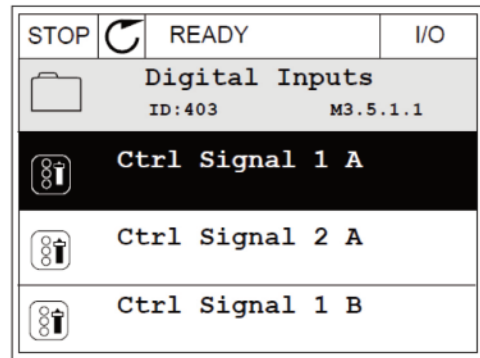 STOP READY I/O
Digital Inputs
ID:403 M3.5.1.1
Ctrl Signal 1 A
Ctrl Signal 2 A
Ctrl Signal 1 B